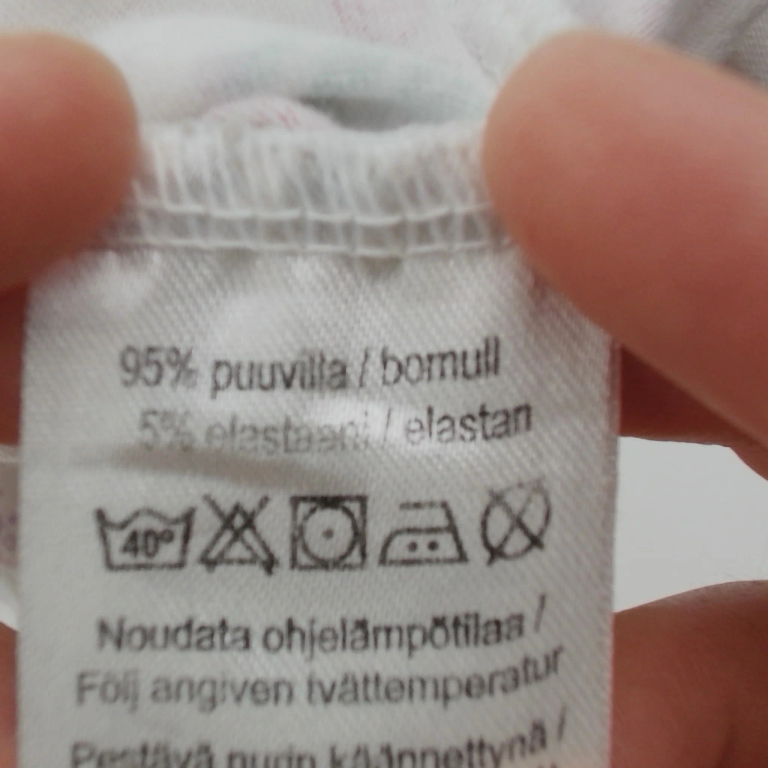 95% puuvilla / bomull
5% elastaani / elastan
40°
Noudata ohjelämpötilaa /
Följ angiven tvättemperatur
Pestävä nurin käännettynä /